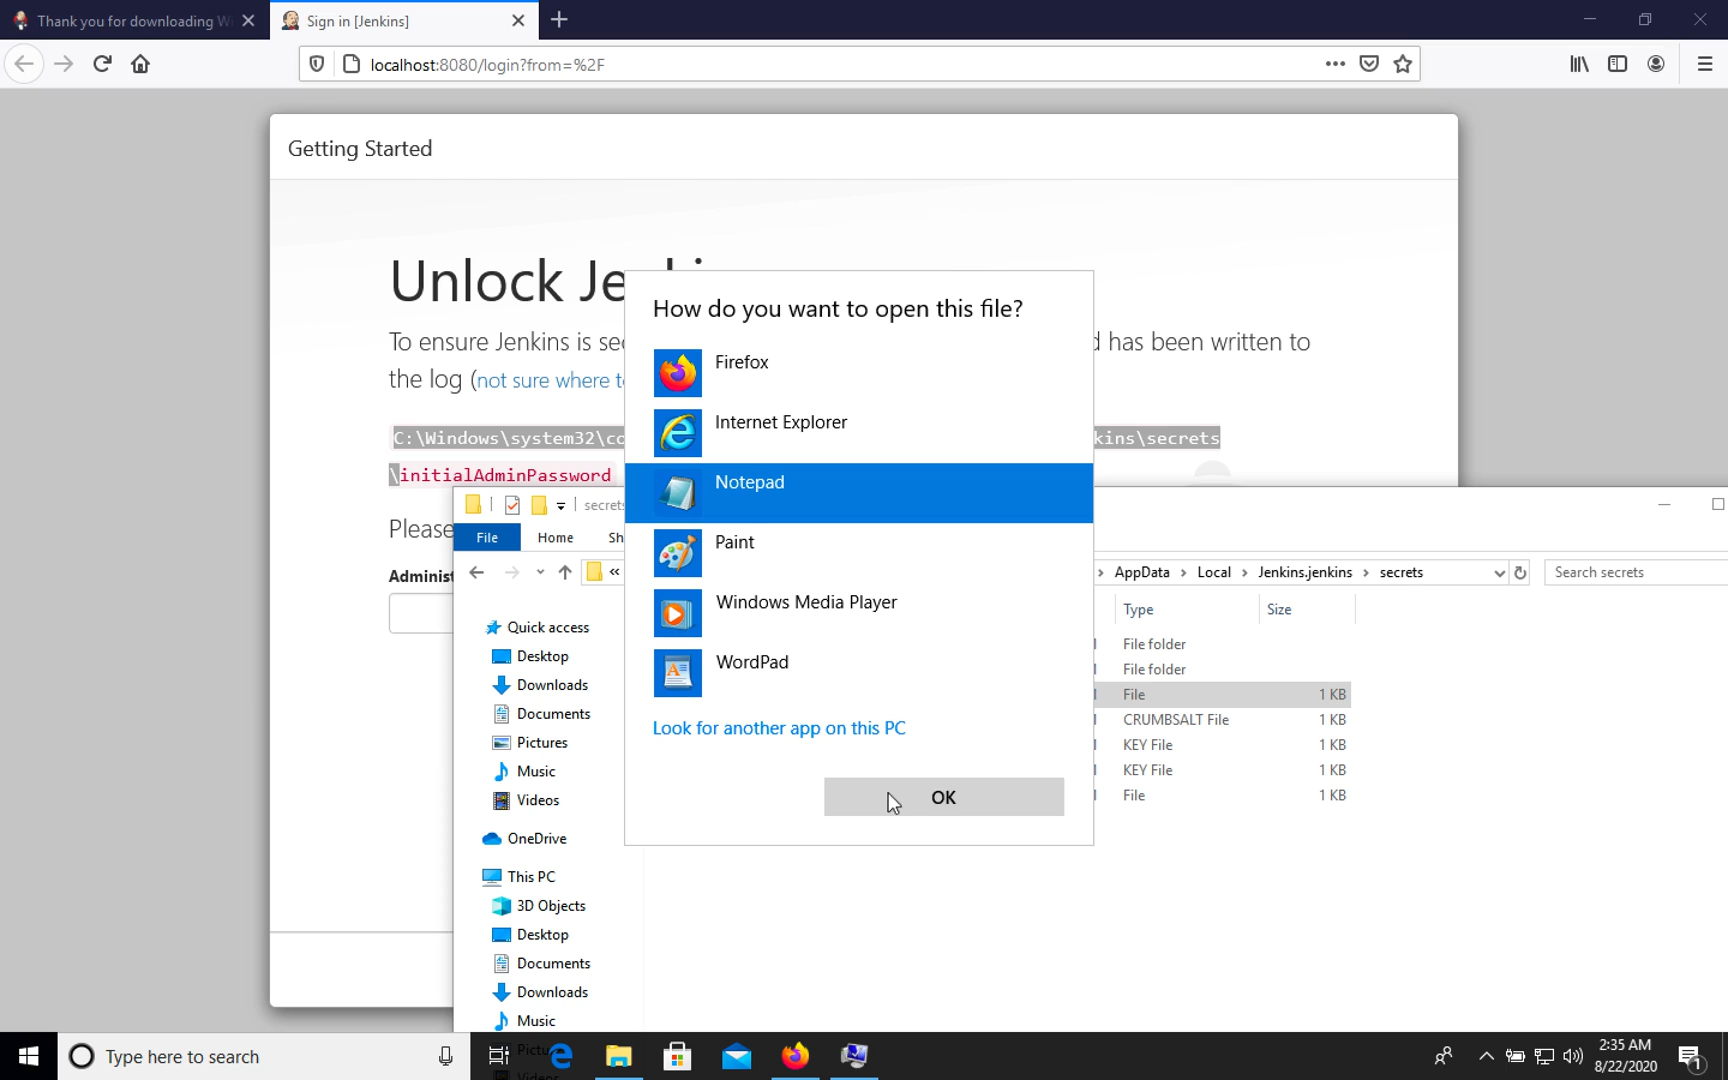 Thank you for downloading Wi
Sign in [Jenkins]
localhost:8080/login?from=%2F
Getting Started
Unlock Je
To ensure Jenkins is se
d has been written to
the log (not sure where t
C:\Windows\system32\co
kins\secrets
\initialAdminPassword
Please
Administ
How do you want to open this file?
Firefox
Internet Explorer
Notepad
Paint
Windows Media Player
WordPad
Look for another app on this PC
OK
secrets
File
Home
Sh
«
AppData
Local
Jenkins.jenkins
secrets
Search secrets
Type
Size
File folder
File folder
File
1 KB
CRUMBSALT File
1 KB
KEY File
1 KB
KEY File
1 KB
File
1 KB
Quick access
Desktop
Downloads
Documents
Pictures
Music
Videos
OneDrive
This PC
3D Objects
Desktop
Documents
Downloads
Music
Pictu
Type here to search
2:35 AM
8/22/2020
1